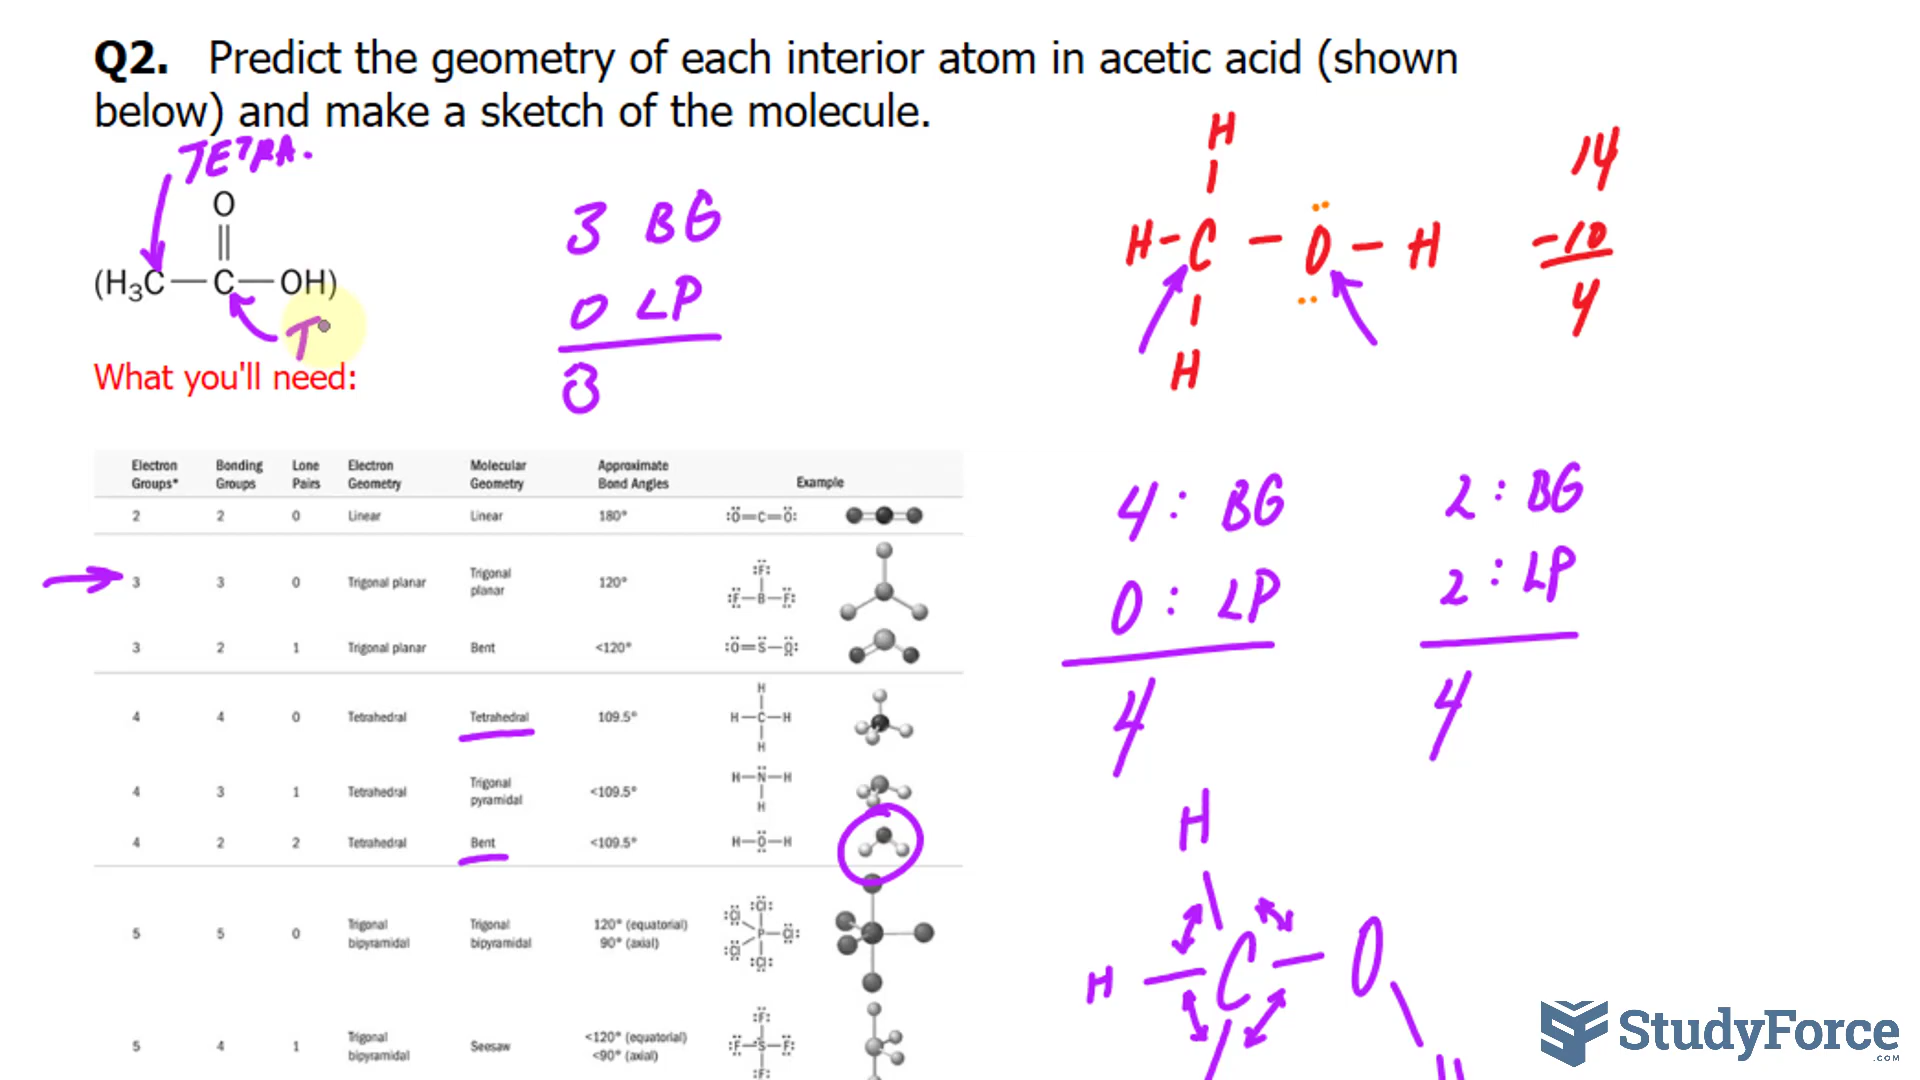 Q2. Predict the geometry of each interior atom in acetic acid (shown
below) and make a sketch of the molecule.
TETRA.
O
(H₃C—C—OH)
T
What you'll need:
3 BG
0 LP
3
H
H-C-O-H
H
14
-10
4
Electron Groups* Bonding Groups Lone Pairs Electron Geometry Molecular Geometry Approximate Bond Angles Example
2 2 0 Linear Linear 180° :Ö=C=Ö:
3 3 0 Trigonal planar Trigonal planar 120° :F: :F—B—F:
3 2 1 Trigonal planar Bent <120° :Ö=S—O:
4 4 0 Tetrahedral Tetrahedral 109.5° H H—C—H H
4 3 1 Tetrahedral Trigonal pyramidal <109.5° H—N—H H
4 2 2 Tetrahedral Bent <109.5° H—O—H
5 5 0 Trigonal bipyramidal Trigonal bipyramidal 120° (equatorial) 90° (axial) :Cl: :Cl P—Cl: :Cl :Cl:
5 4 1 Trigonal bipyramidal Seesaw <120° (equatorial) <90° (axial) :F: :F—S—F: :F:
4: BG
0: LP
4
2: BG
2: LP
4
H
H-C-O
H
StudyForce
.COM